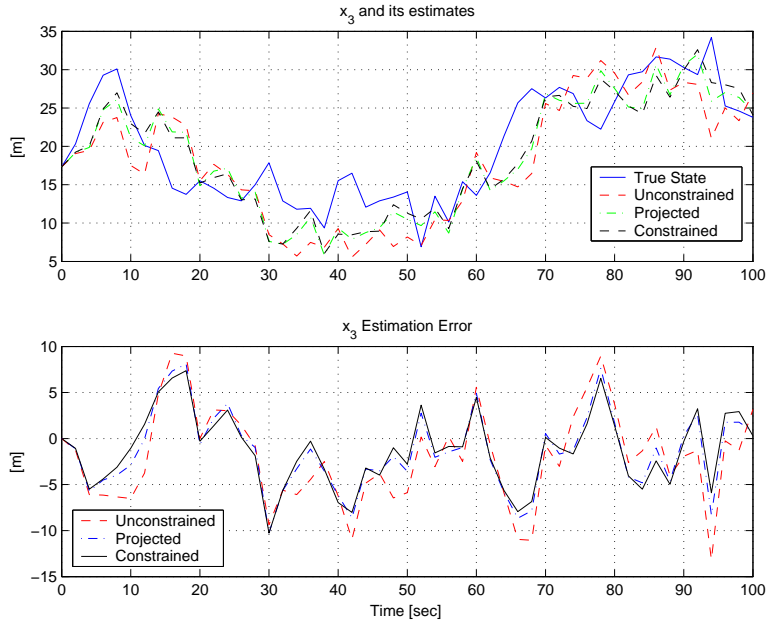 x₃ and its estimates
35
30
25
20
15
10
5
[m]
0 10 20 30 40 50 60 70 80 90 100
True State
Unconstrained
Projected
Constrained
x₃ Estimation Error
10
5
0
−5
−10
−15
[m]
Unconstrained
Projected
Constrained
0 10 20 30 40 50 60 70 80 90 100
Time [sec]